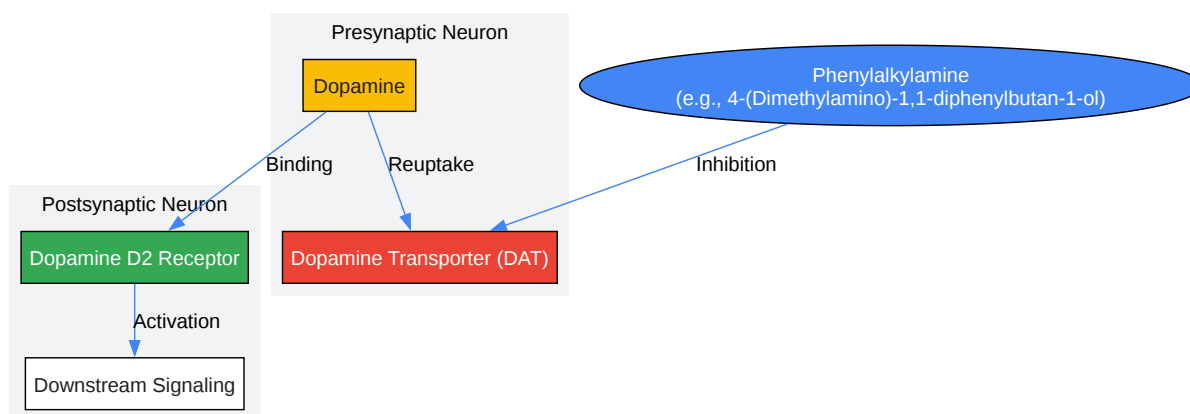 Presynaptic Neuron
Dopamine
Phenylalkylamine
(e.g., 4-(Dimethylamino)-1,1-diphenylbutan-1-ol)
Binding
Reuptake
Inhibition
Postsynaptic Neuron
Dopamine D2 Receptor
Dopamine Transporter (DAT)
Activation
Downstream Signaling